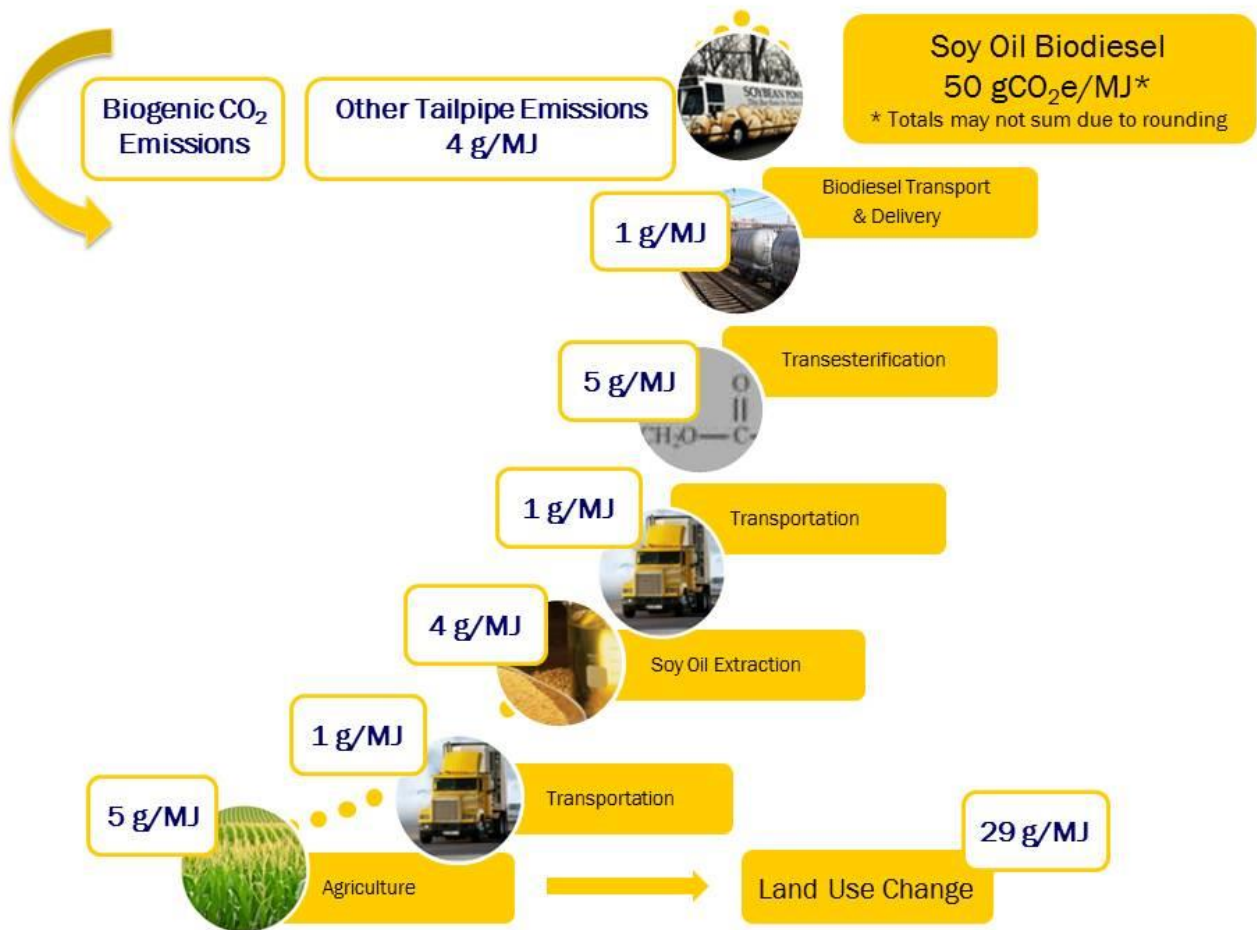 Soy Oil Biodiesel
50 gCO₂e/MJ*
* Totals may not sum due to rounding
Biogenic CO₂
Emissions
Other Tailpipe Emissions
4 g/MJ
SOYBEAN
Biodiesel Transport
& Delivery
1 g/MJ
Transesterification
5 g/MJ
O
CH₂O—C-
1 g/MJ
Transportation
4 g/MJ
Soy Oil Extraction
1 g/MJ
Transportation
5 g/MJ
Agriculture
29 g/MJ
Land Use Change